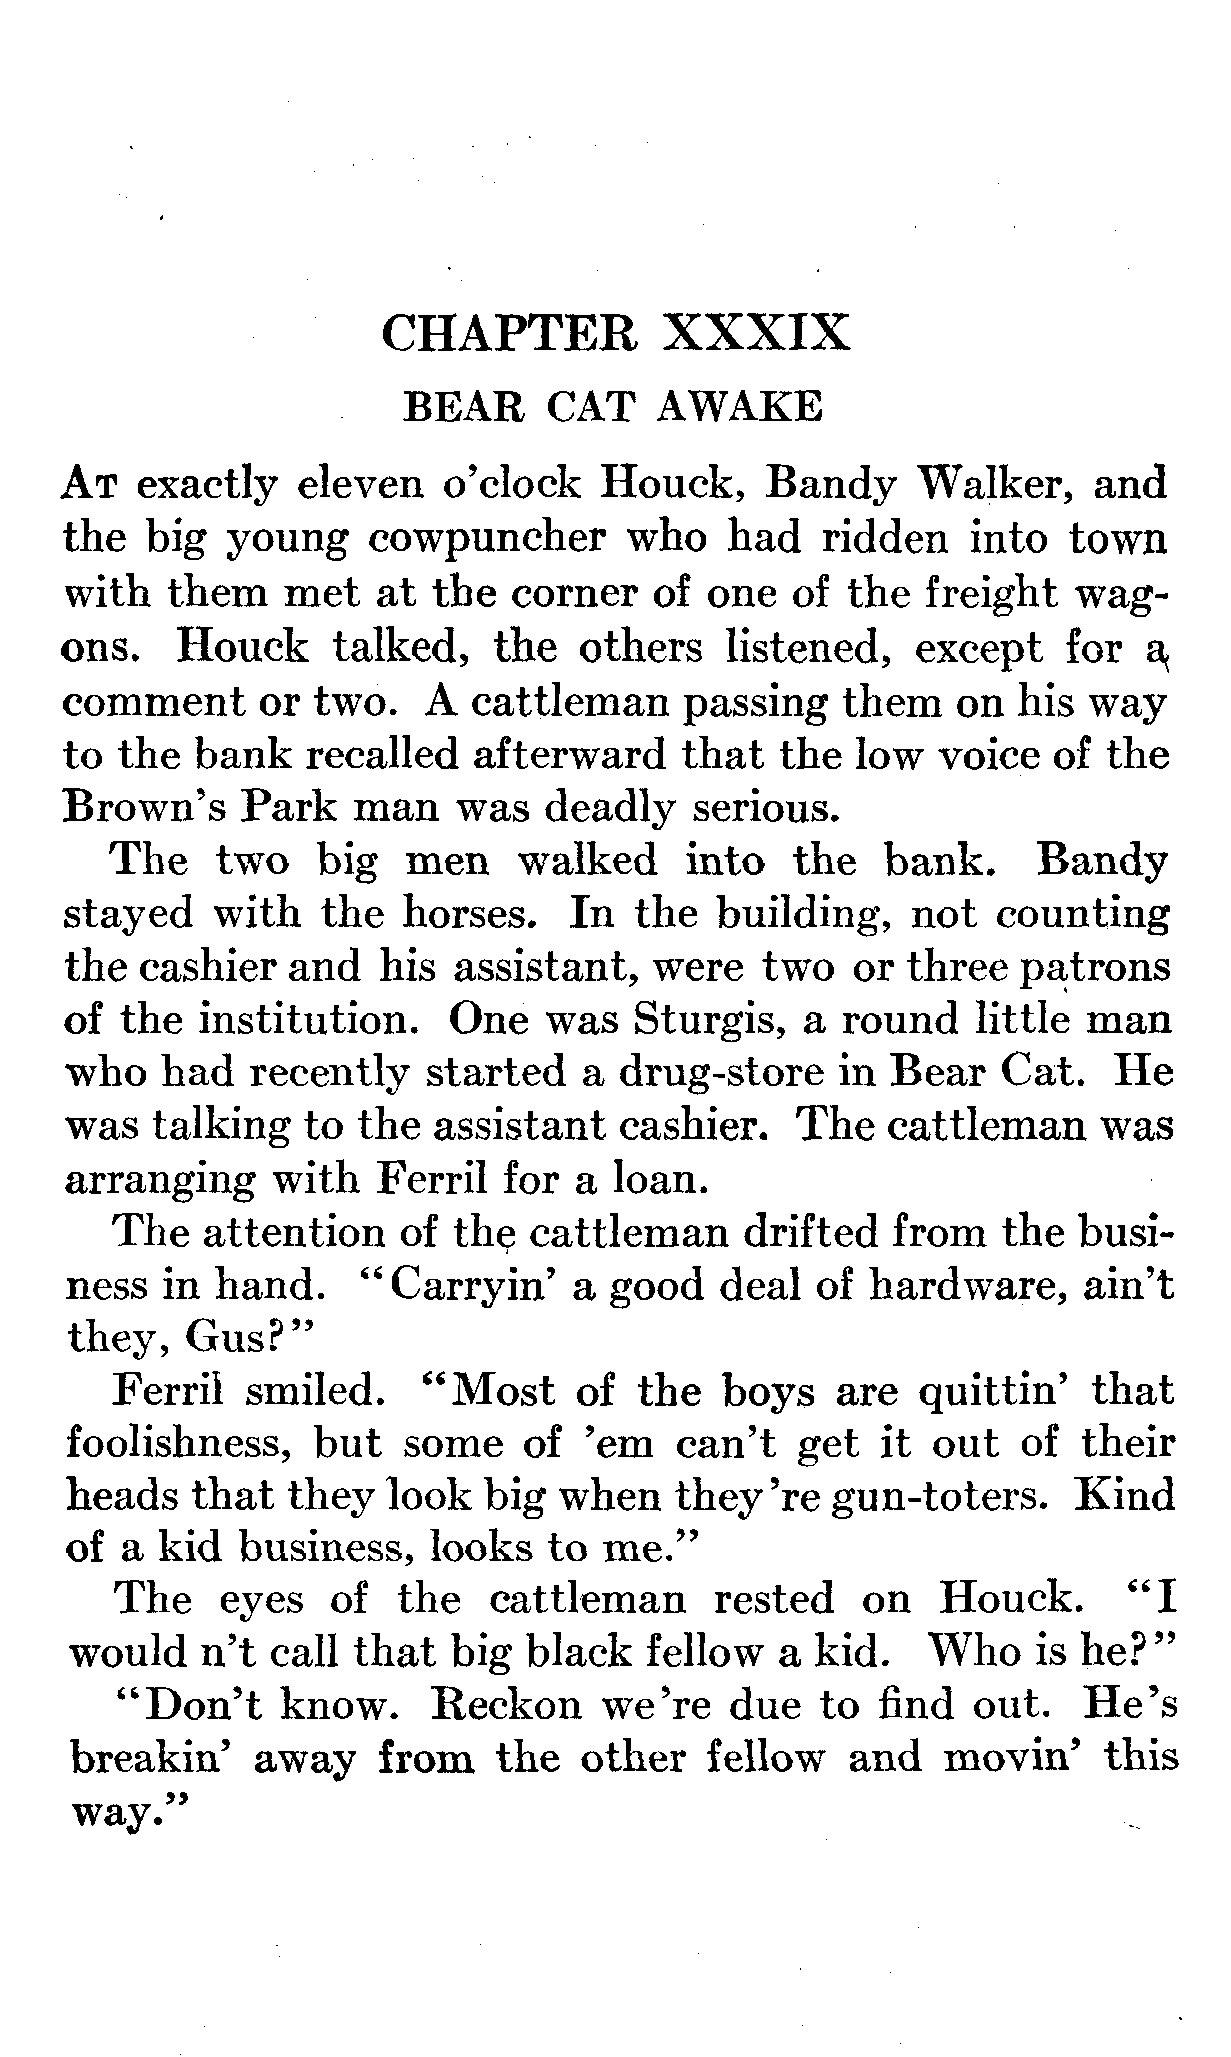 CHAPTER XXXIX
BEAR CAT AWAKE
At exactly eleven o'clock Houck, Bandy Walker, and
the big young cowpuncher who had ridden into town
with them met at the corner of one of the freight wag-
ons. Houck talked, the others listened, except for a
comment or two. A cattleman passing them on his way
to the bank recalled afterward that the low voice of the
Brown's Park man was deadly serious.
The two big men walked into the bank. Bandy
stayed with the horses. In the building, not counting
the cashier and his assistant, were two or three patrons
of the institution. One was Sturgis, a round little man
who had recently started a drug-store in Bear Cat. He
was talking to the assistant cashier. The cattleman was
arranging with Ferril for a loan.
The attention of the cattleman drifted from the busi-
ness in hand. "Carryin' a good deal of hardware, ain't
they, Gus?"
Ferril smiled. "Most of the boys are quittin' that
foolishness, but some of 'em can't get it out of their
heads that they look big when they're gun-toters. Kind
of a kid business, looks to me."
The eyes of the cattleman rested on Houck. "I
would n't call that big black fellow a kid. Who is he?"
"Don't know. Reckon we're due to find out. He's
breakin' away from the other fellow and movin' this
way."